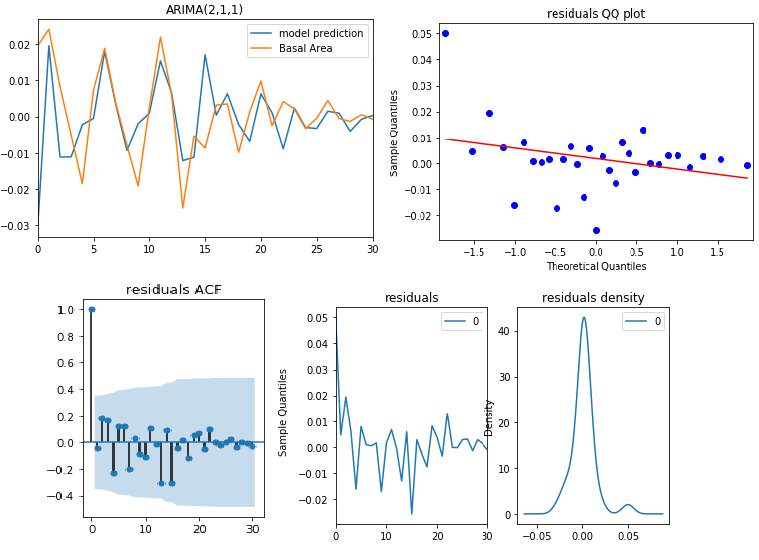 ARIMA(2,1,1)
model prediction
Basal Area
0.02
0.01
0.00
−0.01
−0.02
−0.03
0 5 10 15 20 25 30
residuals QQ plot
Sample Quantiles
0.05
0.04
0.03
0.02
0.01
0.00
−0.01
−0.02
−1.5 −1.0 −0.5 0.0 0.5 1.0 1.5
Theoretical Quantiles
residuals ACF
1.0
0.8
0.6
0.4
0.2
0.0
−0.2
−0.4
0 10 20 30
residuals
0
Sample Quantiles
0.05
0.04
0.03
0.02
0.01
0.00
−0.01
−0.02
0 10 20 30
residuals density
0
Density
40
30
20
10
0
−0.05 0.00 0.05